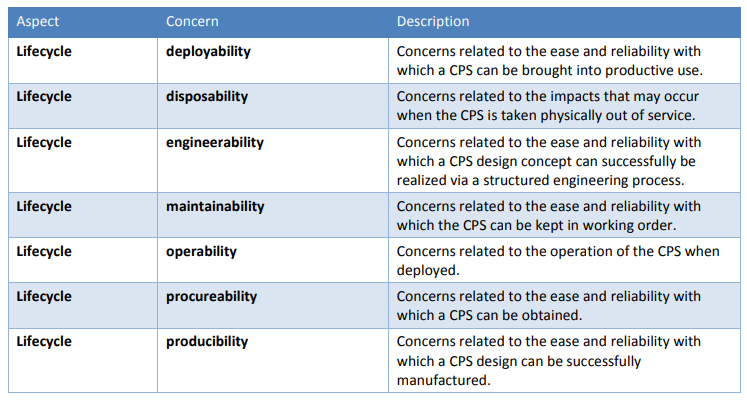 Aspect Concern Description
Lifecycle deployability Concerns related to the ease and reliability with
which a CPS can be brought into productive use.
Lifecycle disposability Concerns related to the impacts that may occur
when the CPS is taken physically out of service.
Lifecycle engineerability Concerns related to the ease and reliability with
which a CPS design concept can successfully be
realized via a structured engineering process.
Lifecycle maintainability Concerns related to the ease and reliability with
which the CPS can be kept in working order.
Lifecycle operability Concerns related to the operation of the CPS when
deployed.
Lifecycle procureability Concerns related to the ease and reliability with
which a CPS can be obtained.
Lifecycle producibility Concerns related to the ease and reliability with
which a CPS design can be successfully
manufactured.